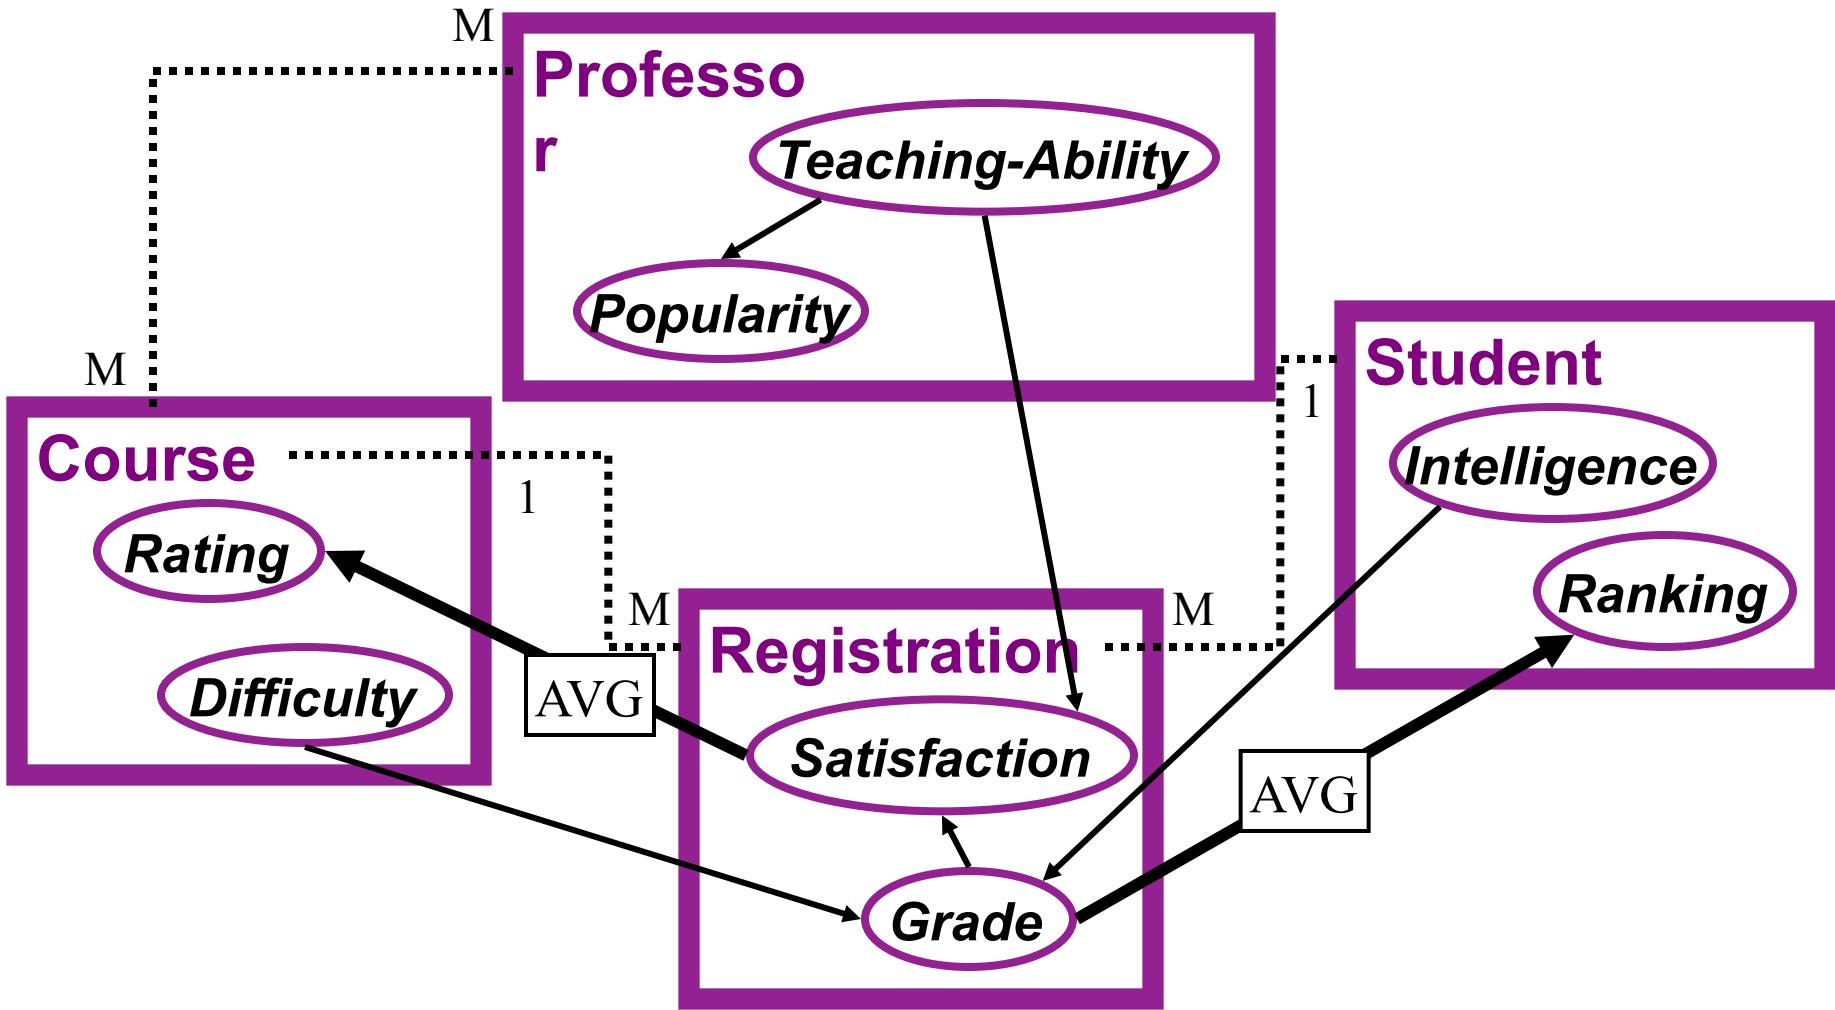 M
Professo
r
Teaching-Ability
Popularity
M
Student
1
Intelligence
Ranking
Course
1
Rating
Difficulty
AVG
M
M
Registration
Satisfaction
Grade
AVG